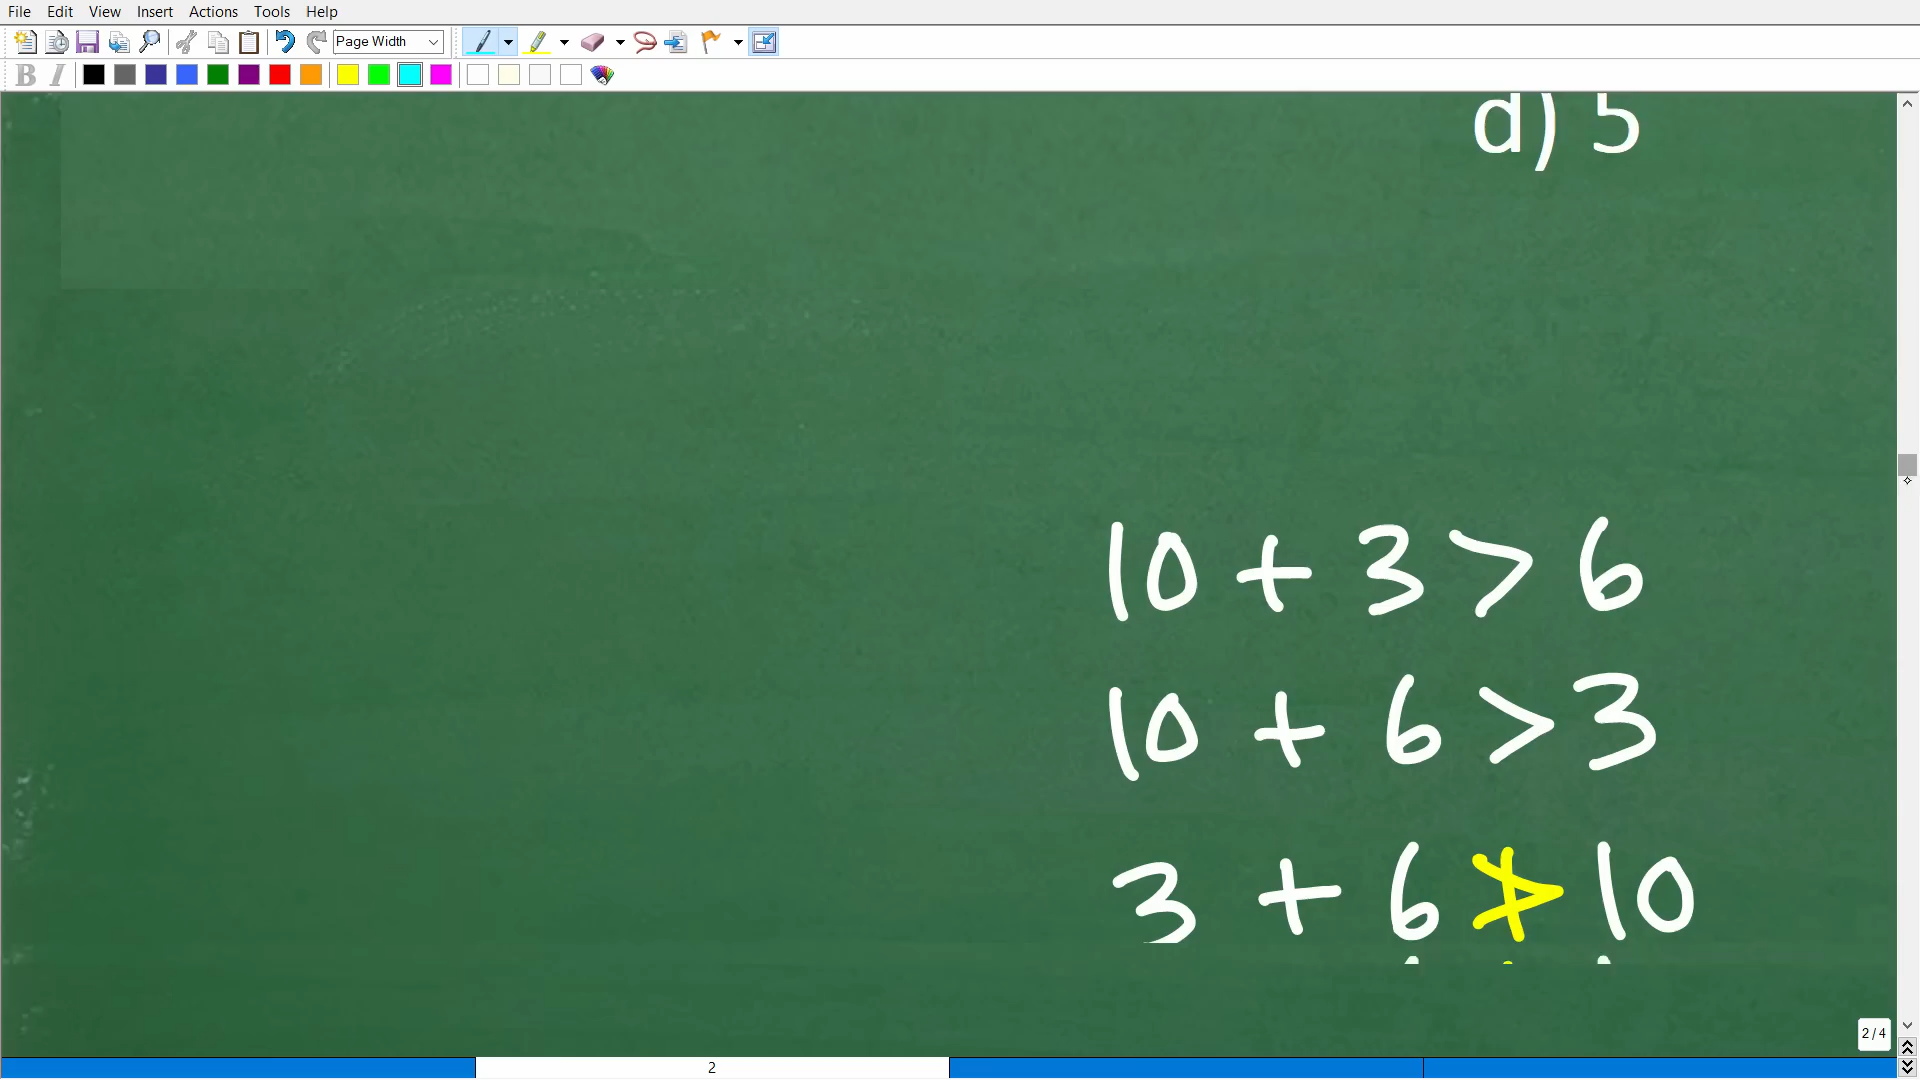 File Edit View Insert Actions Tools Help
Page Width
B I
d) 5
10 + 3 > 6
10 + 6 > 3
3 + 6 ≯ 10
2 / 4
2